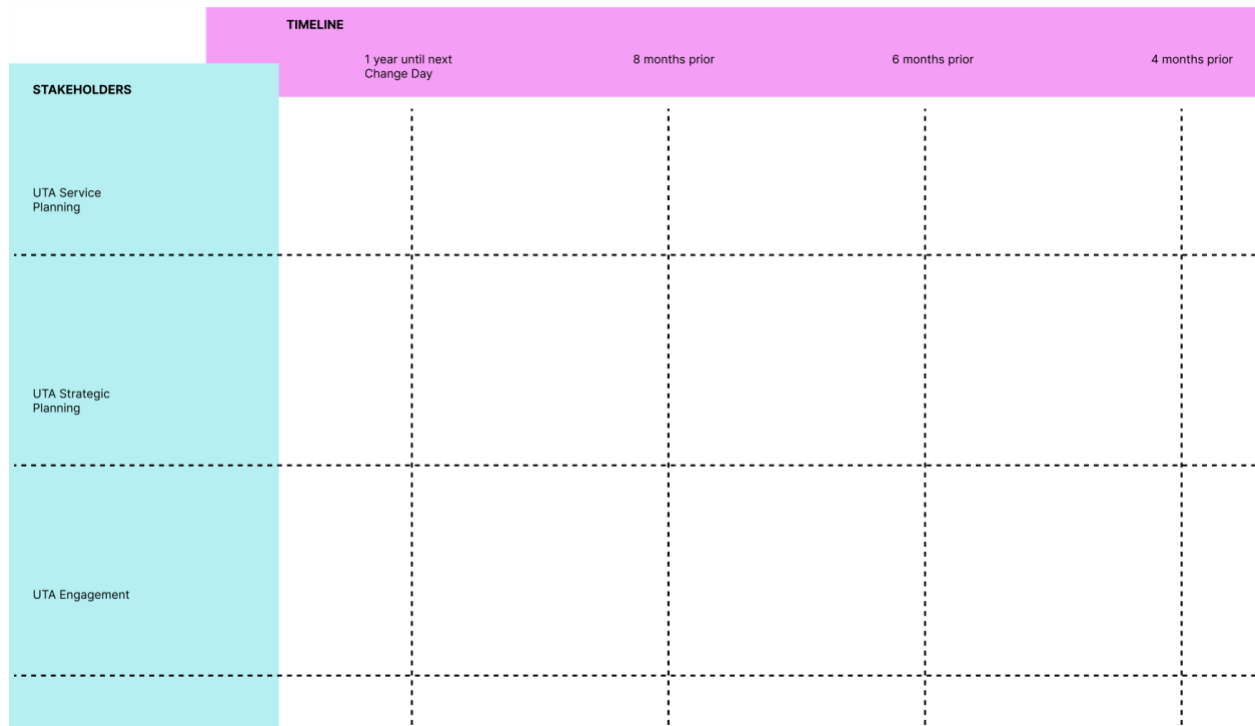 TIMELINE
1 year until next
Change Day
8 months prior
6 months prior
4 months prior
STAKEHOLDERS
UTA Service
Planning
UTA Strategic
Planning
UTA Engagement